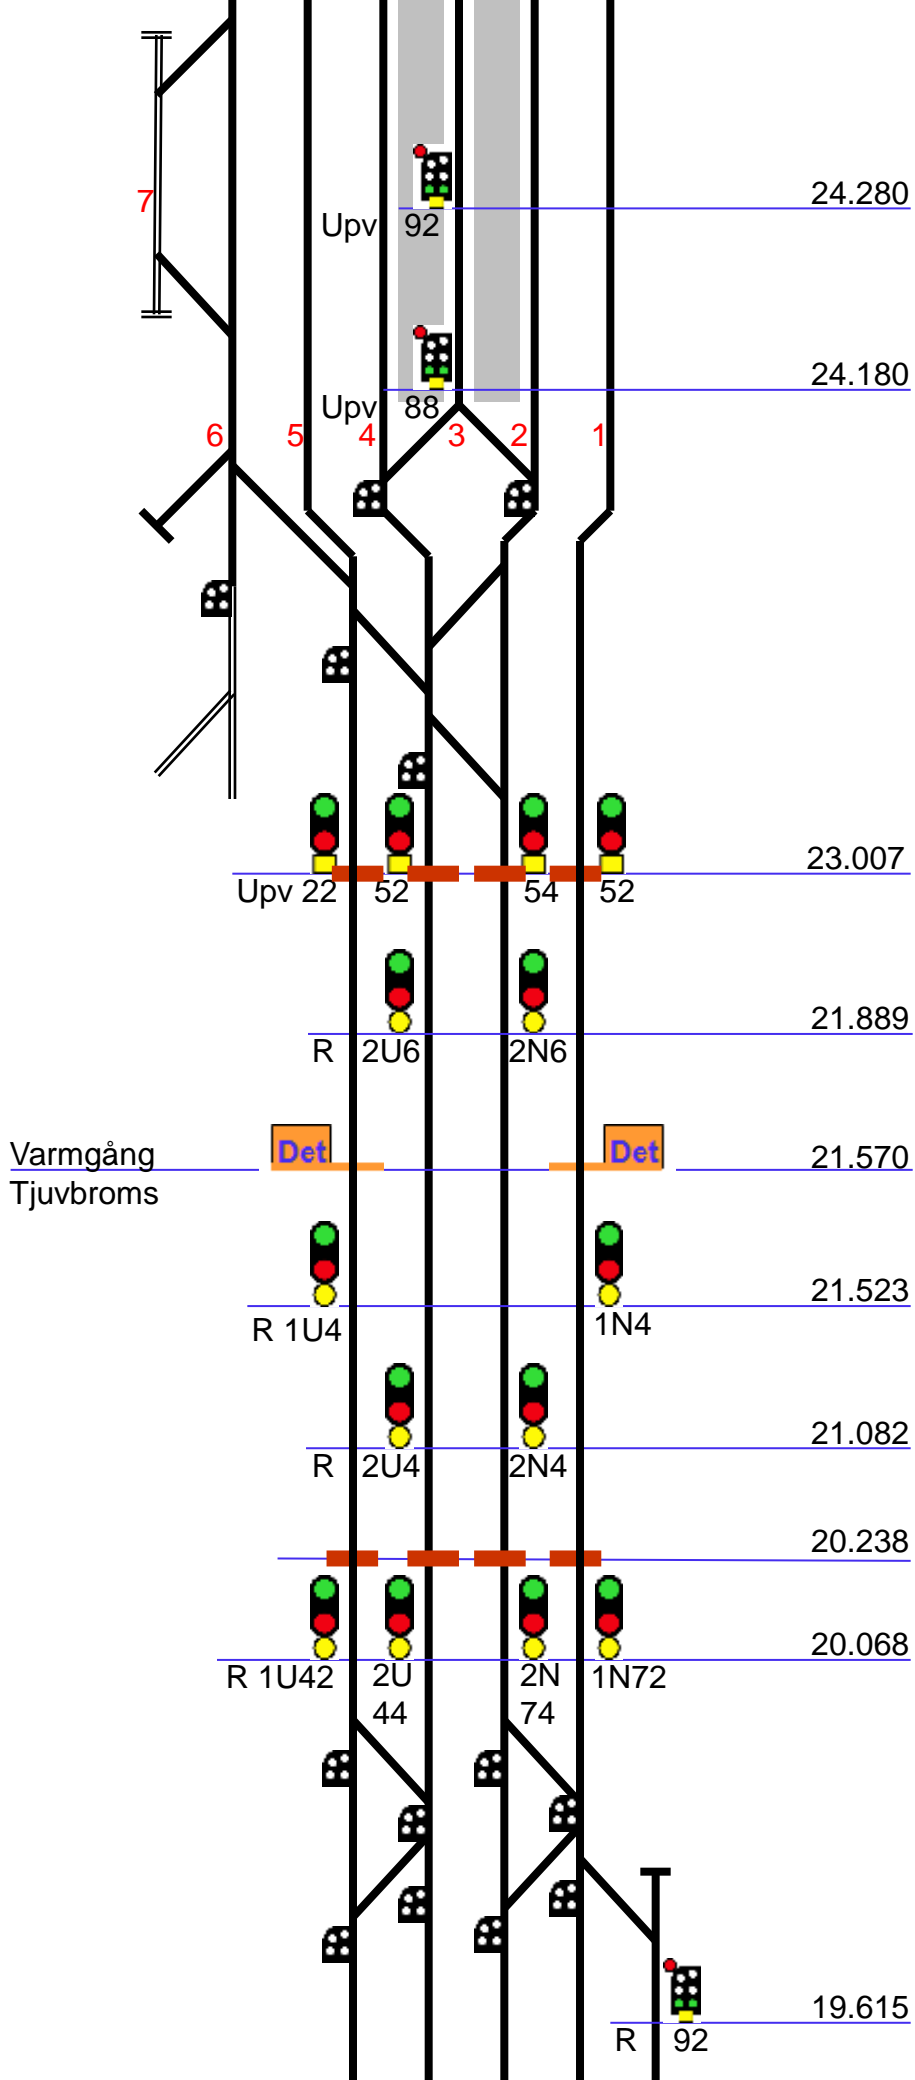 24.280
7
Upv 92
24.180
Upv 88
6 5 4 3 2 1
23.007
Upv 22 52 54 52
21.889
R 2U6 2N6
Varmgång Det Det 21.570
Tjuvbroms
21.523
R 1U4 1N4
21.082
R 2U4 2N4
20.238
20.068
R 1U42 2U 2N 1N72
44 74
19.615
R 92